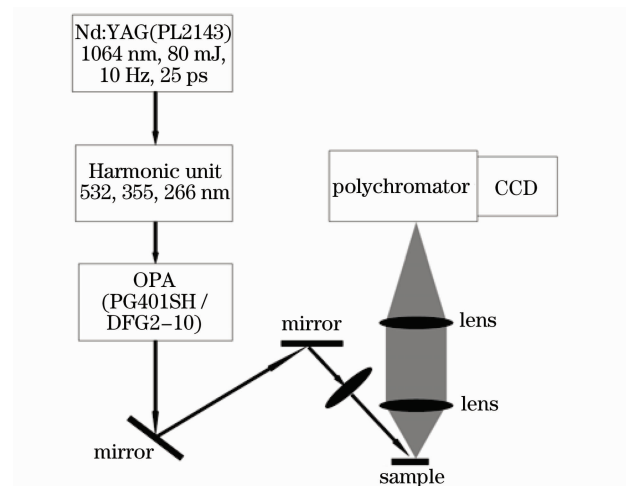 Nd:YAG(PL2143)
1064 nm, 80 mJ,
10 Hz, 25 ps
Harmonic unit
532, 355, 266 nm
polychromator
CCD
OPA
(PG401SH /
DFG2-10)
mirror
lens
lens
mirror
sample